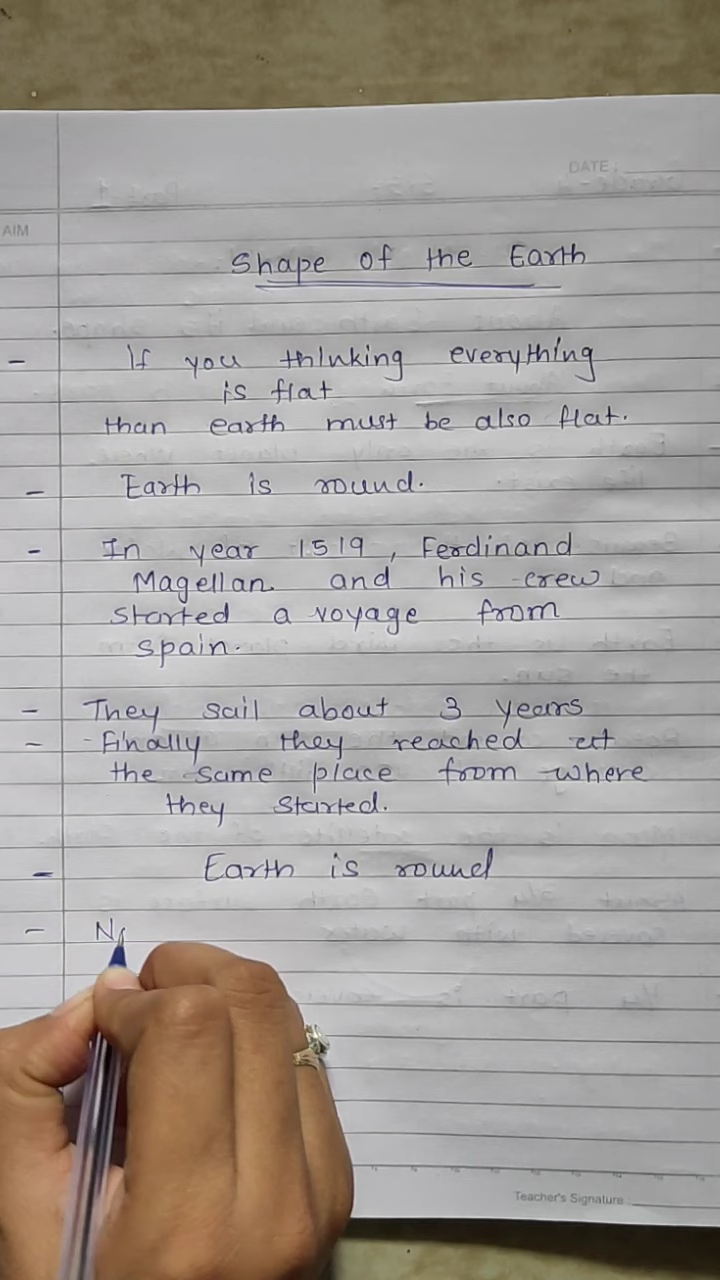 DATE :
AIM
Shape of the Earth
- If you thinking everything
is flat
than earth must be also flat.
- Earth is round.
- In year 1519, Ferdinand
Magellan and his crew
started a voyage from
spain.
- They sail about 3 years
- - Finally they reached at
the same place from where
they started.
- Earth is round
-
Teacher's Signature